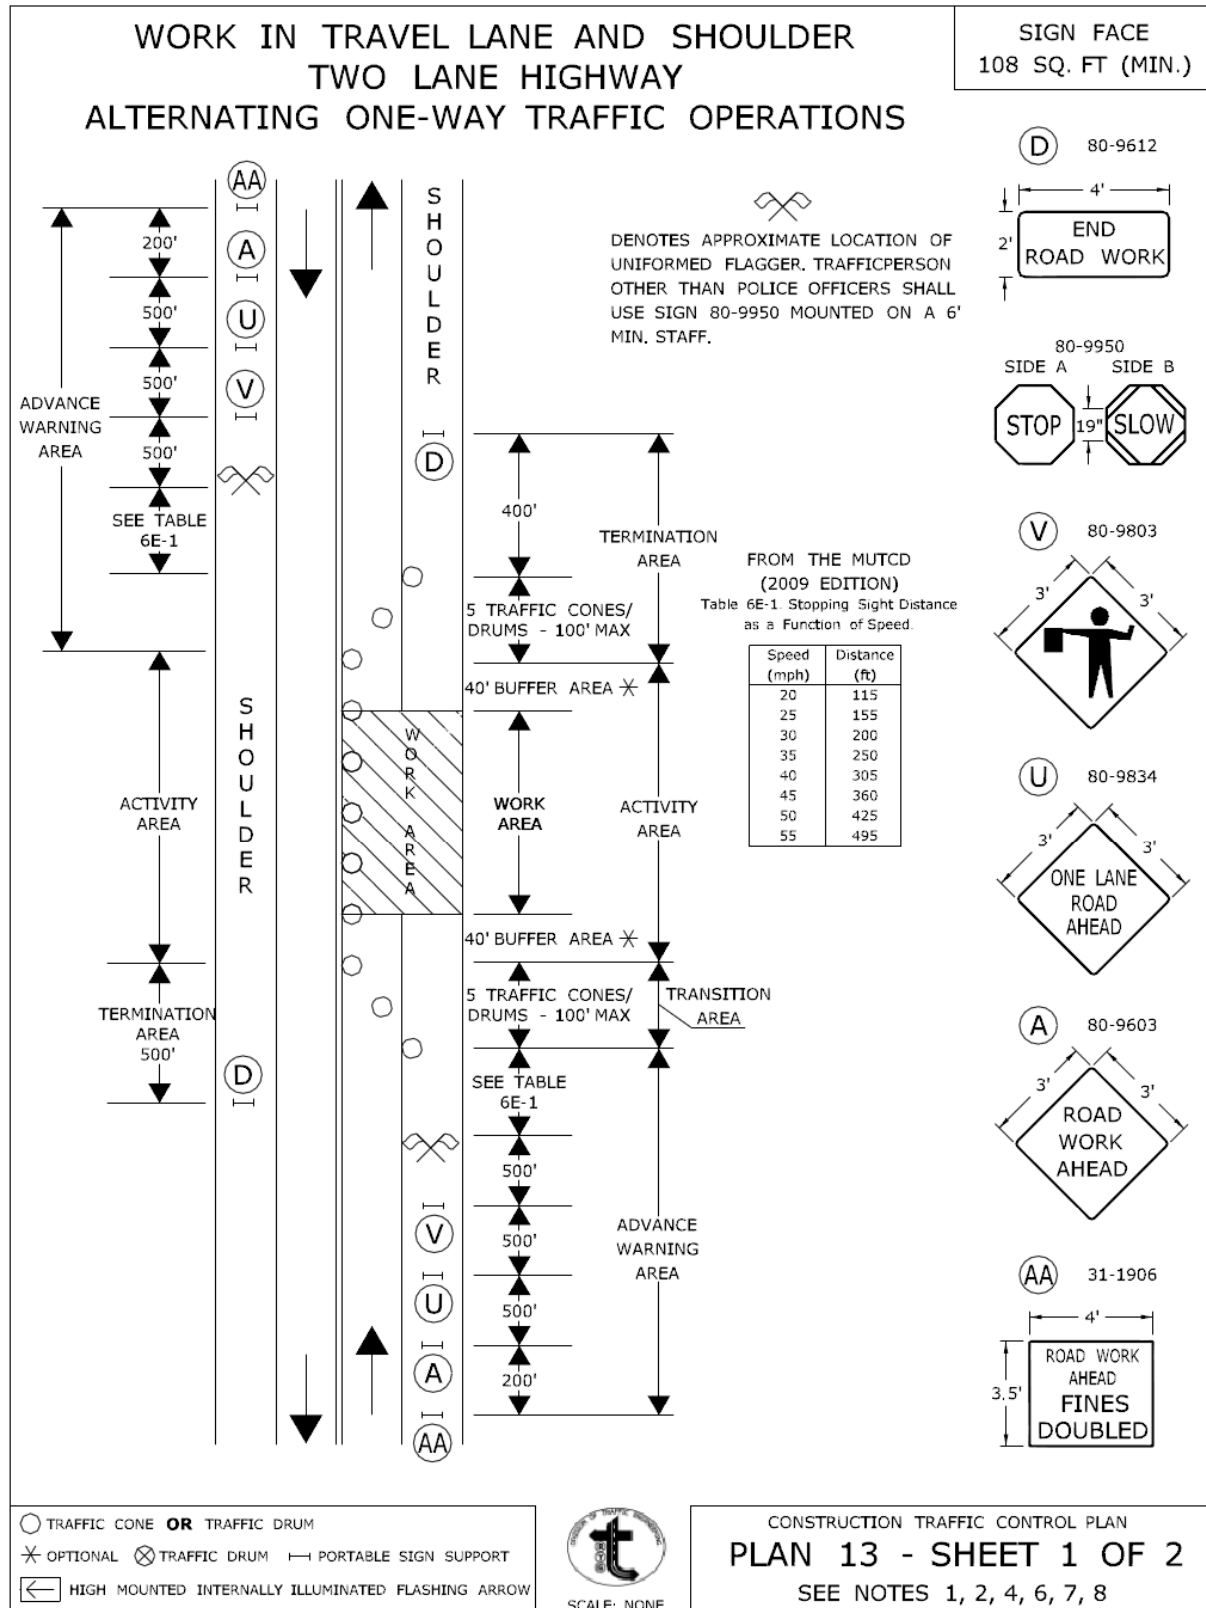 WORK IN TRAVEL LANE AND SHOULDER
TWO LANE HIGHWAY
ALTERNATING ONE-WAY TRAFFIC OPERATIONS
SIGN FACE
108 SQ. FT (MIN.)
AA
A
U
V
200'
500'
500'
500'
SEE TABLE
6E-1
ADVANCE
WARNING
AREA
SHOULDER
ACTIVITY
AREA
TERMINATION
AREA
500'
D
SHOULDER
D
400'
TERMINATION
AREA
5 TRAFFIC CONES/
DRUMS - 100' MAX
40' BUFFER AREA
WORK AREA
WORK
AREA
ACTIVITY
AREA
40' BUFFER AREA
5 TRAFFIC CONES/
DRUMS - 100' MAX
TRANSITION
AREA
SEE TABLE
6E-1
500'
500'
500'
200'
ADVANCE
WARNING
AREA
V
U
A
AA
DENOTES APPROXIMATE LOCATION OF
UNIFORMED FLAGGER. TRAFFICPERSON
OTHER THAN POLICE OFFICERS SHALL
USE SIGN 80-9950 MOUNTED ON A 6'
MIN. STAFF.
FROM THE MUTCD
(2009 EDITION)
Table 6E-1. Stopping Sight Distance
as a Function of Speed.
Speed Distance
(mph) (ft)
20 115
25 155
30 200
35 250
40 305
45 360
50 425
55 495
D 80-9612
4'
2'
END
ROAD WORK
80-9950
SIDE A SIDE B
STOP 19" SLOW
V 80-9803
3' 3'
U 80-9834
3' 3'
ONE LANE
ROAD
AHEAD
A 80-9603
3' 3'
ROAD
WORK
AHEAD
AA 31-1906
4'
3.5'
ROAD WORK
AHEAD
FINES
DOUBLED
TRAFFIC CONE OR TRAFFIC DRUM
OPTIONAL TRAFFIC DRUM PORTABLE SIGN SUPPORT
HIGH MOUNTED INTERNALLY ILLUMINATED FLASHING ARROW
DIVISION OF TRAFFIC ENGINEERING
SCALE: NONE
CONSTRUCTION TRAFFIC CONTROL PLAN
PLAN 13 - SHEET 1 OF 2
SEE NOTES 1, 2, 4, 6, 7, 8